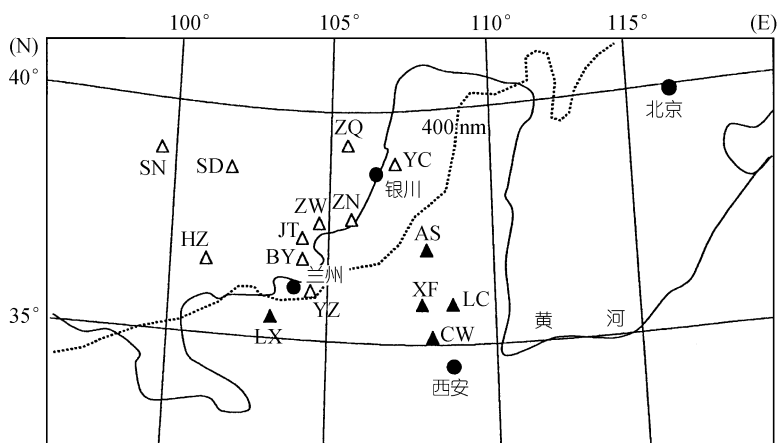 100° 105° 110° 115° (E)
(N)
40°
北京
400 nm
ZQ
SN SD YC
银川
ZW ZN
HZ JT AS
BY
兰州
XF LC
35° YZ 黄 河
LX CW
西安